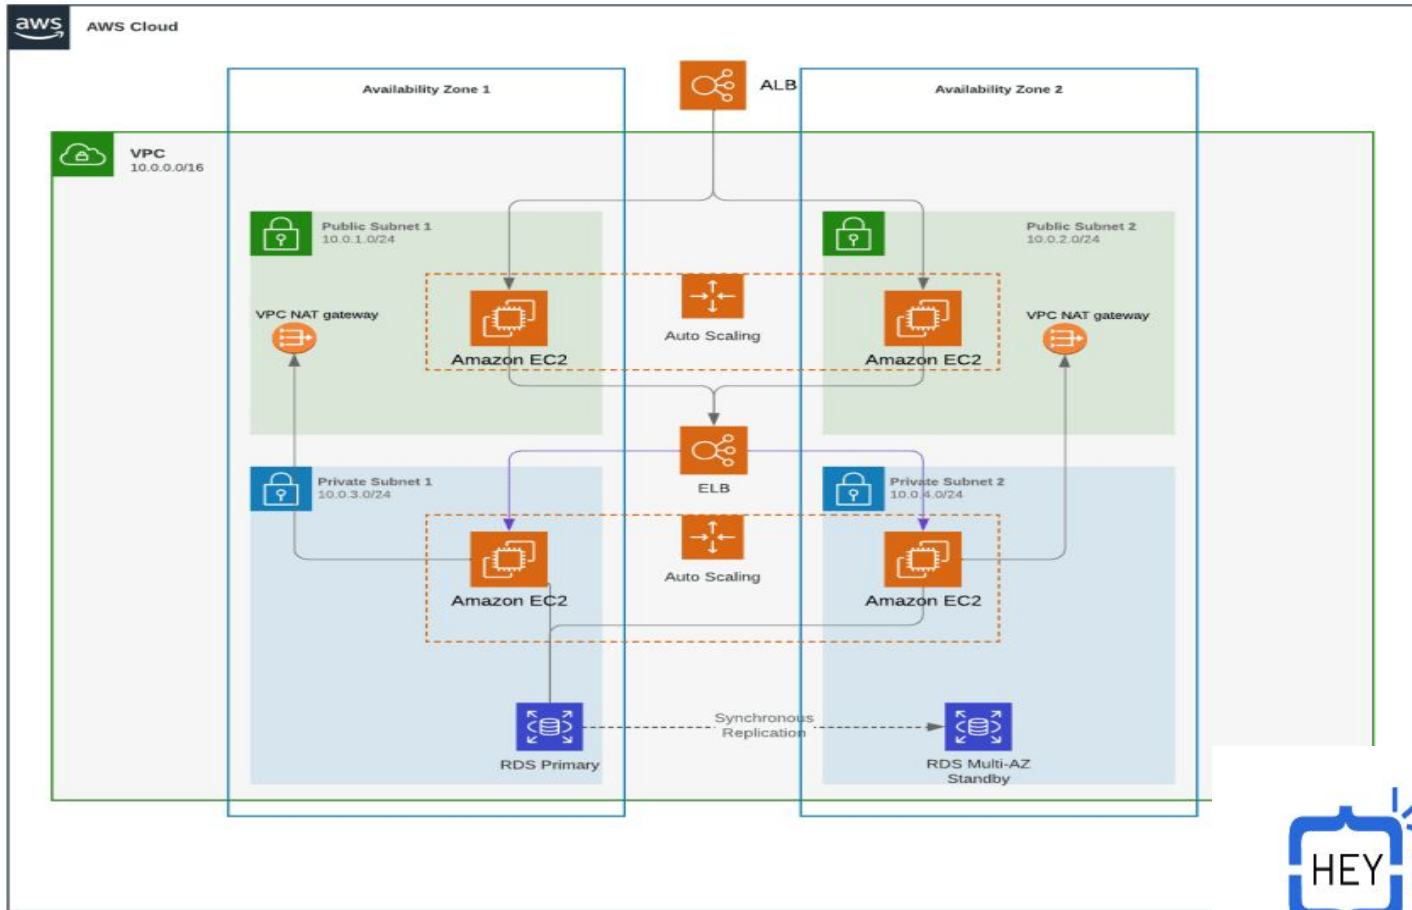 aws
AWS Cloud
Availability Zone 1
ALB
Availability Zone 2
VPC
10.0.0.0/16
Public Subnet 1
10.0.1.0/24
Public Subnet 2
10.0.2.0/24
VPC NAT gateway
Auto Scaling
VPC NAT gateway
Amazon EC2
Amazon EC2
ELB
Private Subnet 1
10.0.3.0/24
Private Subnet 2
10.0.4.0/24
Auto Scaling
Amazon EC2
Amazon EC2
Synchronous
Replication
RDS Primary
RDS Multi-AZ
Standby
HEY